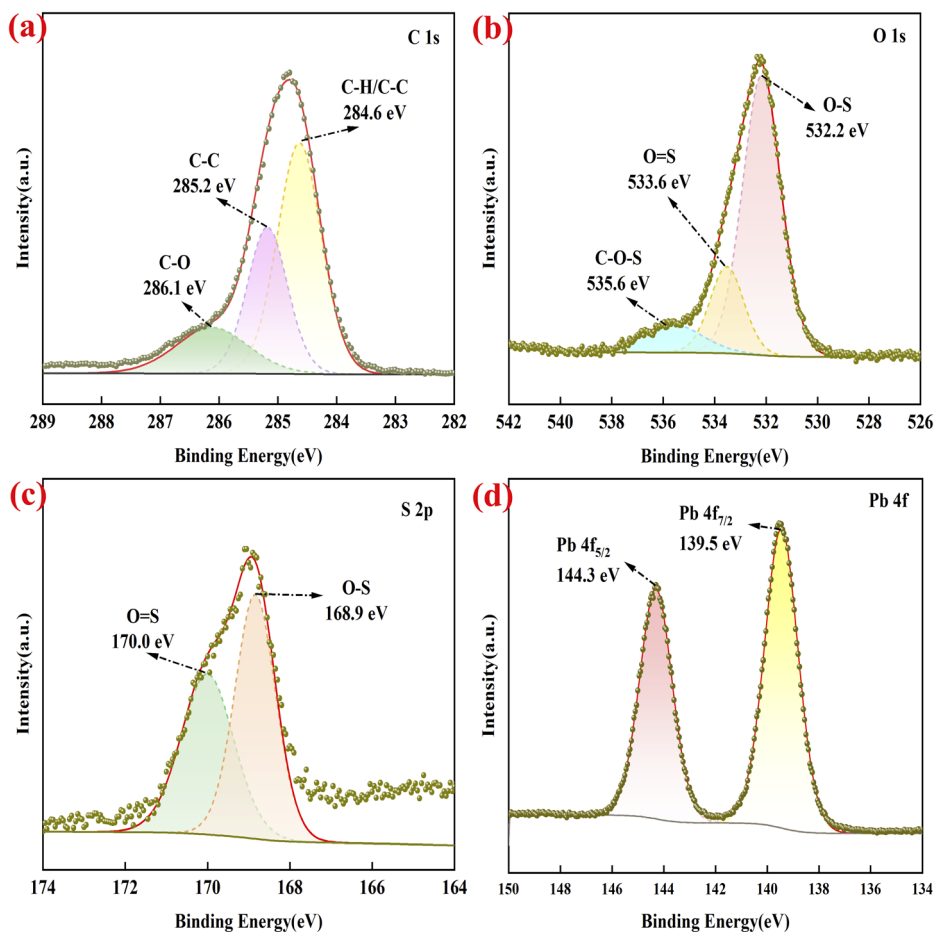 (a)
C 1s
C-H/C-C
284.6 eV
C-C
285.2 eV
C-O
286.1 eV
Intensity(a.u.)
289 288 287 286 285 284 283 282
Binding Energy(eV)
(b)
O 1s
O-S
532.2 eV
O=S
533.6 eV
C-O-S
535.6 eV
Intensity(a.u.)
542 540 538 536 534 532 530 528 526
Binding Energy(eV)
(c)
S 2p
O-S
168.9 eV
O=S
170.0 eV
Intensity(a.u.)
174 172 170 168 166 164
Binding Energy(eV)
(d)
Pb 4f
Pb 4f7/2
139.5 eV
Pb 4f5/2
144.3 eV
Intensity(a.u.)
150 148 146 144 142 140 138 136 134
Binding Energy(eV)